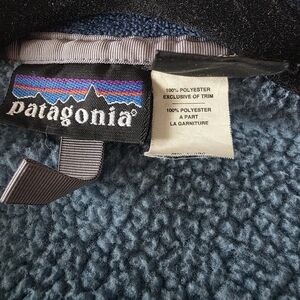 patagonia®
100% POLYESTER
EXCLUSIVE OF TRIM
100% POLYESTER
A PART
LA GARNITURE